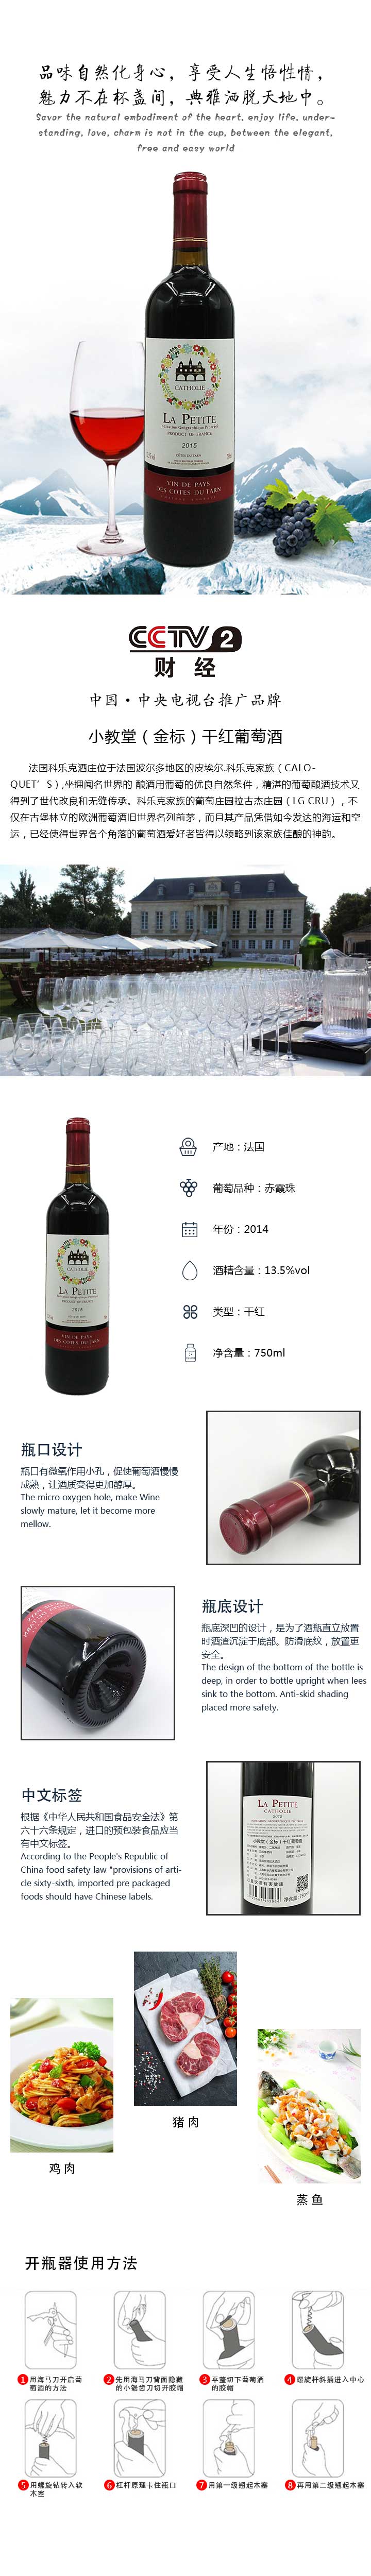 品味自然化身心，享受人生悟性情，
魅力不在杯盏间，典雅洒脱天地中。
Savor the natural embodiment of the heart, enjoy life, under-
standing, love, charm is not in the cup, between the elegant,
free and easy world
CATHOLIE
LA PETITE
PRODUCT OF FRANCE
2015
CÔTES DU TARN
VIN DE PAYS
DES COTES DU TARN
CCTV2
财经
中国·中央电视台推广品牌
小教堂（金标）干红葡萄酒
法国科乐克酒庄位于法国波尔多地区的皮埃尔.科乐克家族（CALO-
QUET'S）,坐拥闻名世界的 酿酒用葡萄的优良自然条件，精湛的葡萄酿酒技术又
得到了世代改良和无缝传承。科乐克家族的葡萄庄园拉古杰庄园（LG CRU），不
仅在古堡林立的欧洲葡萄酒旧世界名列前茅，而且其产品凭借如今发达的海运和空
运，已经使得世界各个角落的葡萄酒爱好者皆得以领略到该家族佳酿的神韵。
产地：法国
葡萄品种：赤霞珠
年份：2014
酒精含量：13.5%vol
类型：干红
净含量：750ml
CATHOLIE
LA PETITE
PRODUCT OF FRANCE
2015
VIN DE PAYS
DES COTES DU TARN
瓶口设计
瓶口有微氧作用小孔，促使葡萄酒慢慢
成熟，让酒质变得更加醇厚。
The micro oxygen hole, make Wine
slowly mature, let it become more
mellow.
瓶底设计
瓶底深凹的设计，是为了酒瓶直立放置
时酒渣沉淀于底部。防滑底纹，放置更
安全。
The design of the bottom of the bottle is
deep, in order to bottle upright when lees
sink to the bottom. Anti-skid shading
placed more safety.
中文标签
根据《中华人民共和国食品安全法》第
六十六条规定，进口的预包装食品应当
有中文标签。
According to the People's Republic of
China food safety law "provisions of arti-
cle sixty-sixth, imported pre packaged
foods should have Chinese labels.
LA PETITE
CATHOLIE
2015
小教堂（金标）干红葡萄酒
净含量：750ml
鸡肉
猪肉
蒸鱼
开瓶器使用方法
1 用海马刀开启葡
萄酒的方法
2 先用海马刀背面隐藏
的小锯齿刀切开胶帽
3 平整切下葡萄酒
的胶帽
4 螺旋杆斜插进入中心
5 用螺旋钻转入软
木塞
6 杠杆原理卡住瓶口
7 用第一级翘起木塞
8 再用第二级翘起木塞